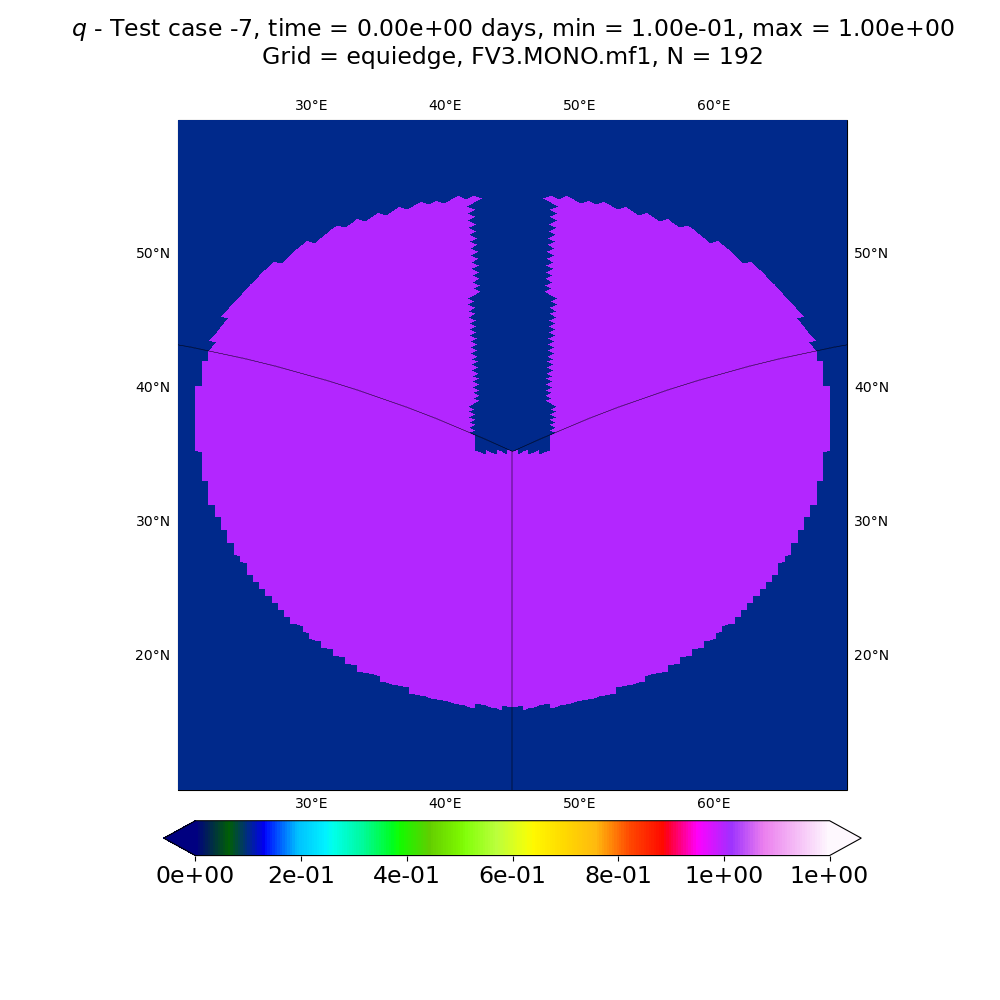 q - Test case -7, time = 0.00e+00 days, min = 1.00e-01, max = 1.00e+00
Grid = equiedge, FV3.MONO.mf1, N = 192
30°E 40°E 50°E 60°E
50°N 50°N
40°N 40°N
30°N 30°N
20°N 20°N
30°E 40°E 50°E 60°E
0e+00 2e-01 4e-01 6e-01 8e-01 1e+00 1e+00